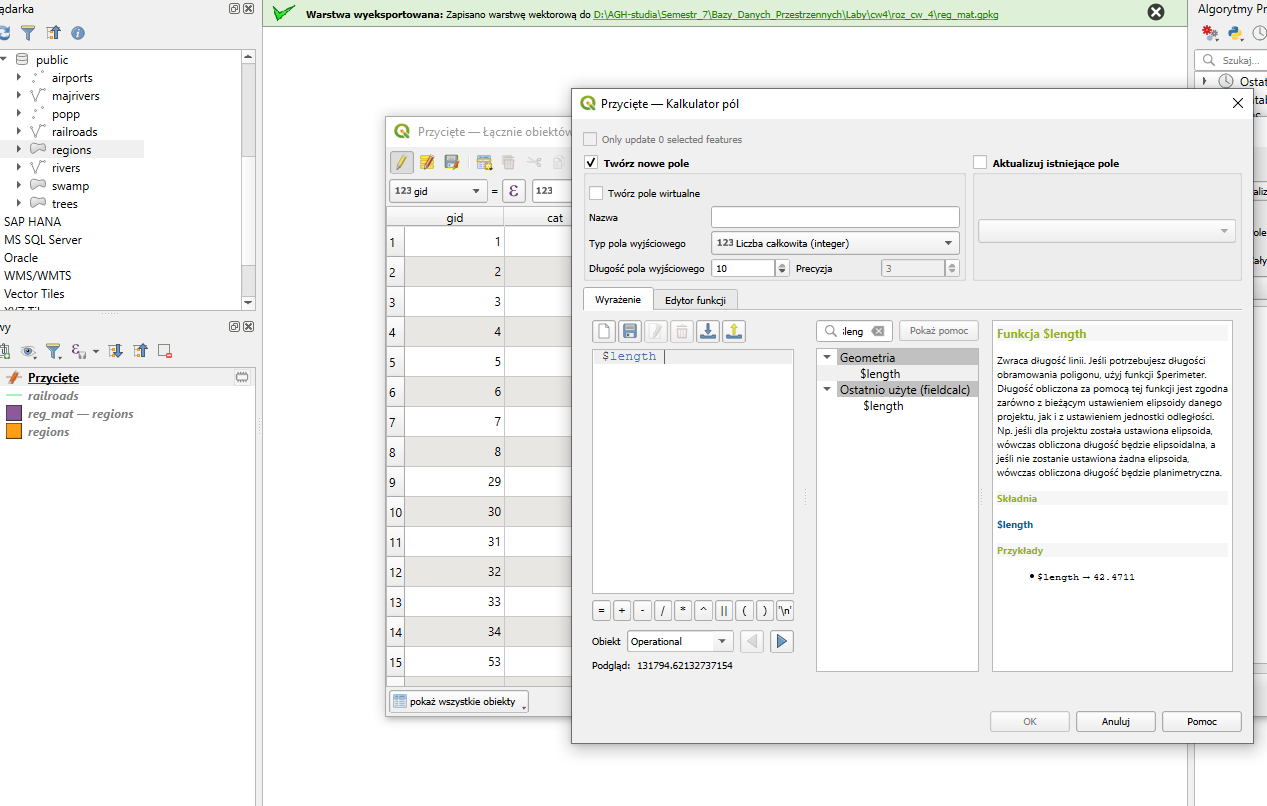 ądarka
public
airports
majrivers
popp
railroads
regions
rivers
swamp
trees
SAP HANA
MS SQL Server
Oracle
WMS/WMTS
Vector Tiles
wy
Przycięte
railroads
reg_mat — regions
regions
Warstwa wyeksportowana: Zapisano warstwę wektorową do D:\AGH-studia\Semestr_7\Bazy_Danych_Przestrzennych\Laby\cw4\roz_cw_4\reg_mat.gpkg
Algorytmy Pr
Szukaj...
Ostat
Przycięte — Łącznie obiektów
123 gid
=
ε
123
gid
cat
1 1
2 2
3 3
4 4
5 5
6 6
7 7
8 8
9 29
10 30
11 31
12 32
13 33
14 34
15 53
pokaż wszystkie obiekty
Przycięte — Kalkulator pól
Only update 0 selected features
Twórz nowe pole
Aktualizuj istniejące pole
Twórz pole wirtualne
Nazwa
Typ pola wyjściowego
123 Liczba całkowita (integer)
Długość pola wyjściowego
10
Precyzja
3
Wyrażenie
Edytor funkcji
$length
leng
Pokaż pomoc
Geometria
$length
Ostatnio użyte (fieldcalc)
$length
= + - / * ^ || ( ) '\n'
Obiekt
Operational
Podgląd: 131794.62132737154
Funkcja $length
Zwraca długość linii. Jeśli potrzebujesz długości
obramowania poligonu, użyj funkcji $perimeter.
Długość obliczona za pomocą tej funkcji jest zgodna
zarówno z bieżącym ustawieniem elipsoidy danego
projektu, jak i z ustawieniem jednostki odległości.
Np. jeśli dla projektu została ustawiona elipsoida,
wówczas obliczona długość będzie elipsoidalna, a
jeśli nie zostanie ustawiona żadna elipsoida,
wówczas obliczona długość będzie planimetryczna.
Składnia
$length
Przykłady
$length → 42.4711
OK
Anuluj
Pomoc